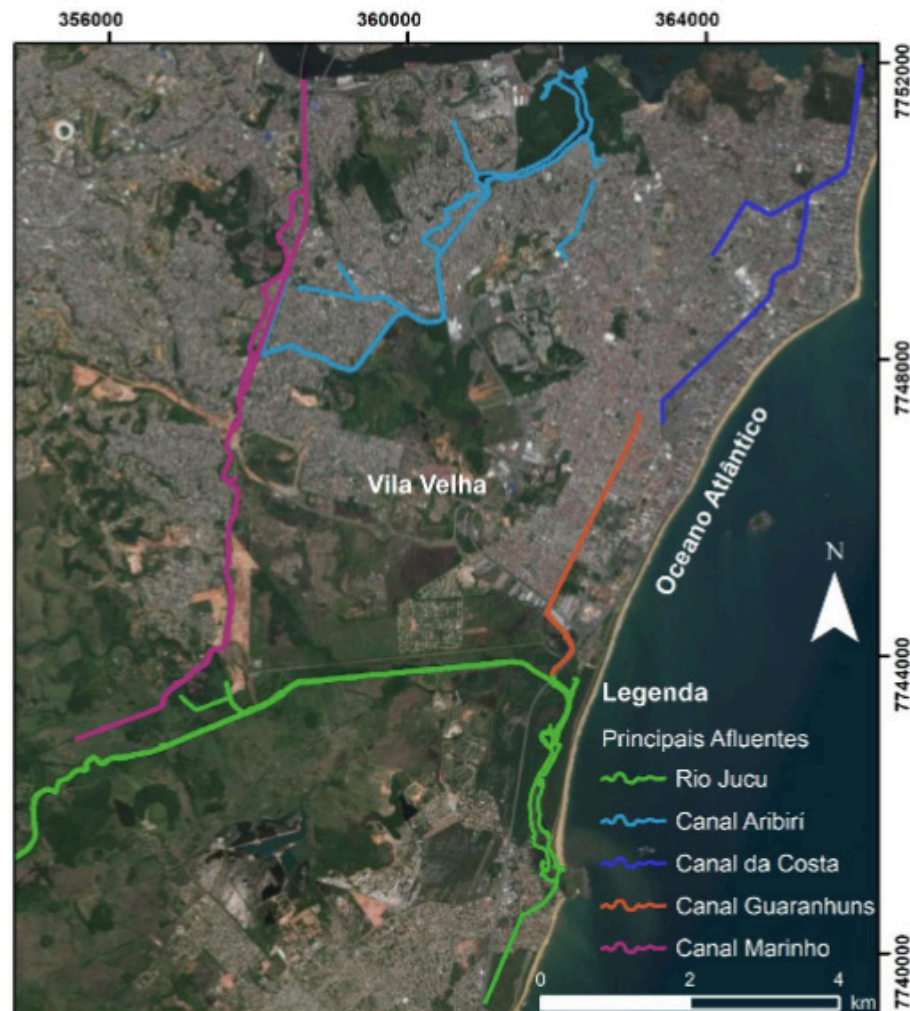 356000 360000 364000
7752000
7748000
Vila Velha
Oceano Atlântico
N
7744000
Legenda
Principais Afluentes
Rio Jucu
Canal Aribirí
Canal da Costa
Canal Guaranhuns
Canal Marinho
7740000
0 2 4
km